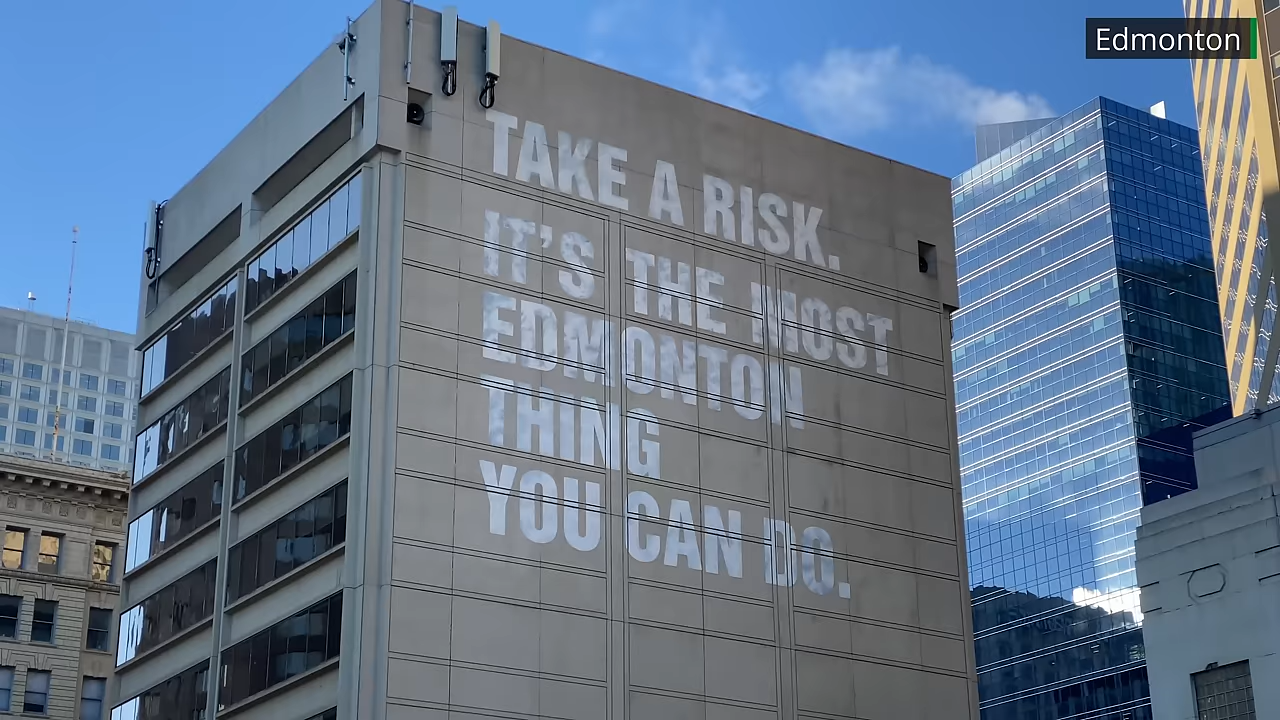 Edmonton
TAKE A RISK.
IT'S THE MOST
EDMONTON
THING
YOU CAN DO.